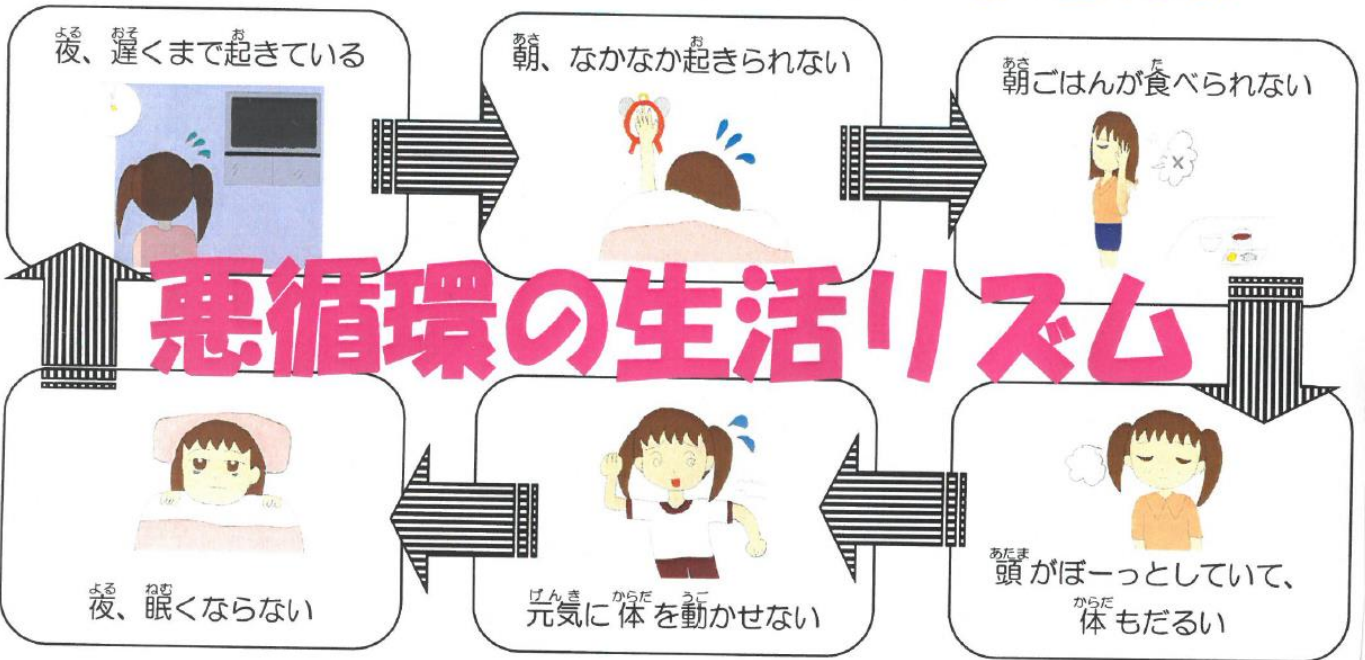 夜、遅くまで起きている
朝、なかなか起きられない
朝ごはんが食べられない
悪循環の生活リズム
頭がぼーっとしていて、
体もだるい
元気に体を動かせない
夜、眠くならない